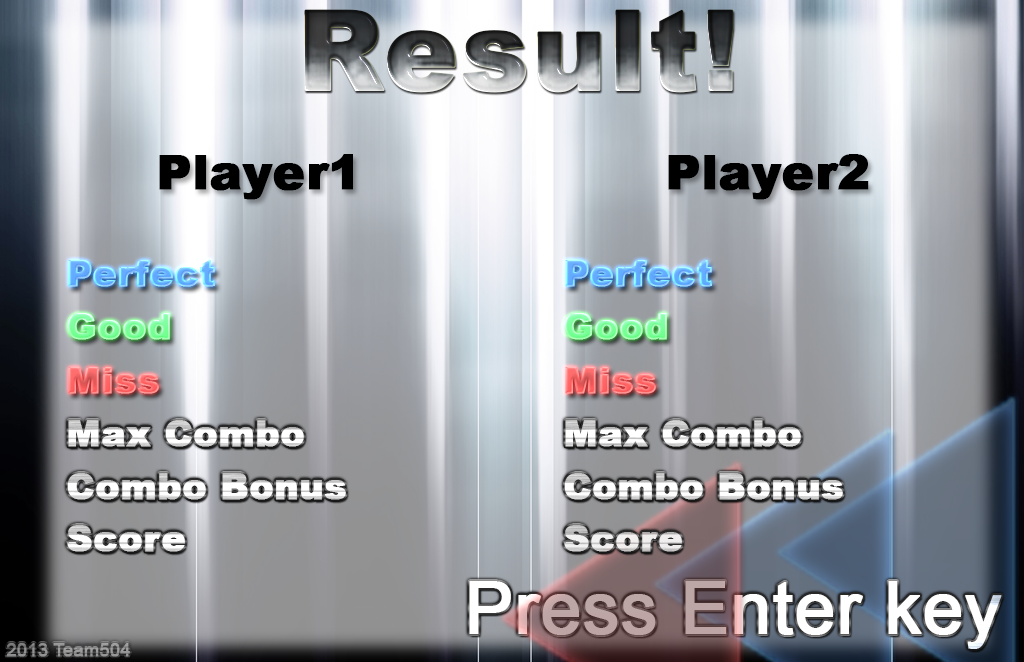 Result!
Player1
Player2
Perfect
Good
Miss
Max Combo
Combo Bonus
Score
Perfect
Good
Miss
Max Combo
Combo Bonus
Score
Press Enter key
2013 Team504